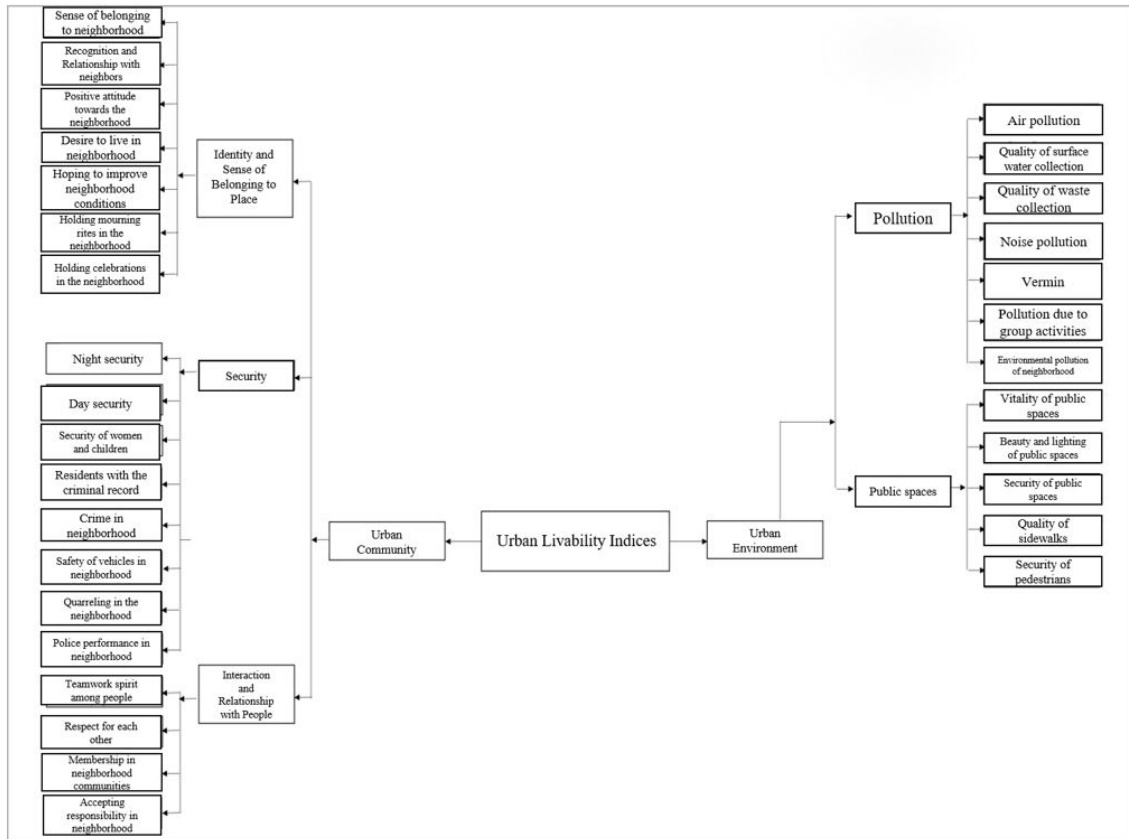 Sense of belonging
to neighborhood
Recognition and
Relationship with
neighbors
Positive attitude
towards the
neighborhood
Desire to live in
neighborhood
Hoping to improve
neighborhood
conditions
Holding mourning
rites in the
neighborhood
Holding celebrations
in the neighborhood
Identity and
Sense of
Belonging to
Place
Night security
Day security
Security of women
and children
Residents with the
criminal record
Crime in
neighborhood
Safety of vehicles in
neighborhood
Quarreling in the
neighborhood
Police performance in
neighborhood
Security
Teamwork spirit
among people
Respect for each
other
Membership in
neighborhood
communities
Accepting
responsibility in
neighborhood
Interaction
and
Relationship
with People
Urban
Community
Urban Livability Indices
Urban
Environment
Pollution
Air pollution
Quality of surface
water collection
Quality of waste
collection
Noise pollution
Vermin
Pollution due to
group activities
Environmental pollution
of neighborhood
Public spaces
Vitality of public
spaces
Beauty and lighting
of public spaces
Security of public
spaces
Quality of
sidewalks
Security of
pedestrians